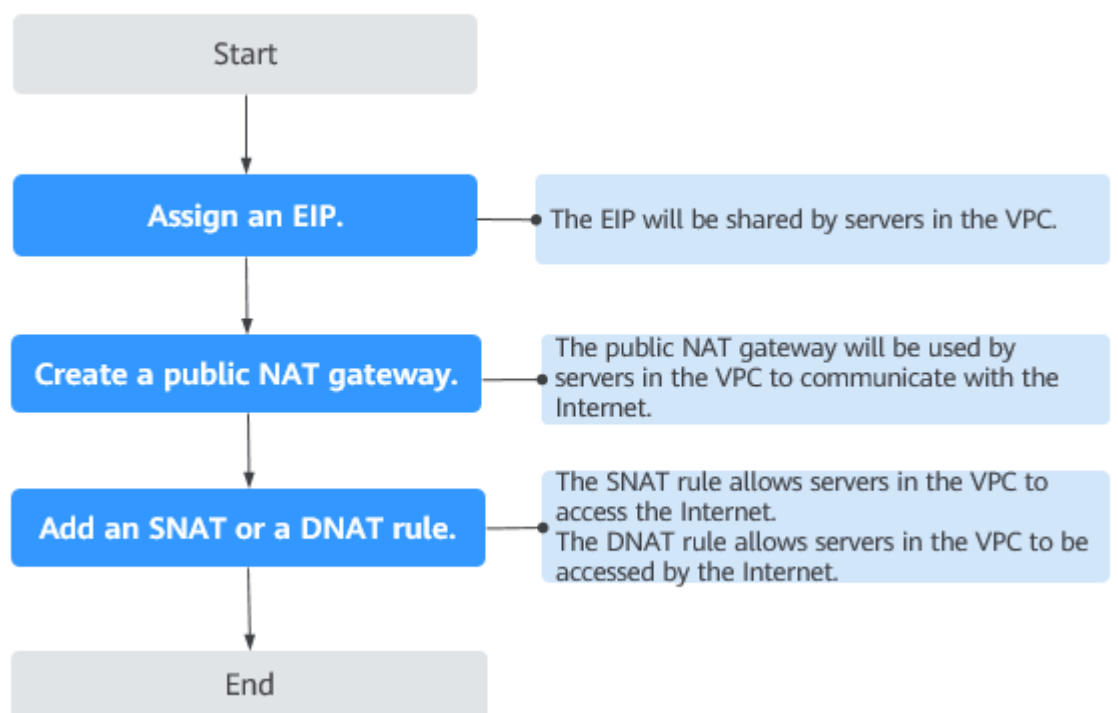 Start
Assign an EIP.
The EIP will be shared by servers in the VPC.
Create a public NAT gateway.
The public NAT gateway will be used by
servers in the VPC to communicate with the
Internet.
Add an SNAT or a DNAT rule.
The SNAT rule allows servers in the VPC to
access the Internet.
The DNAT rule allows servers in the VPC to be
accessed by the Internet.
End